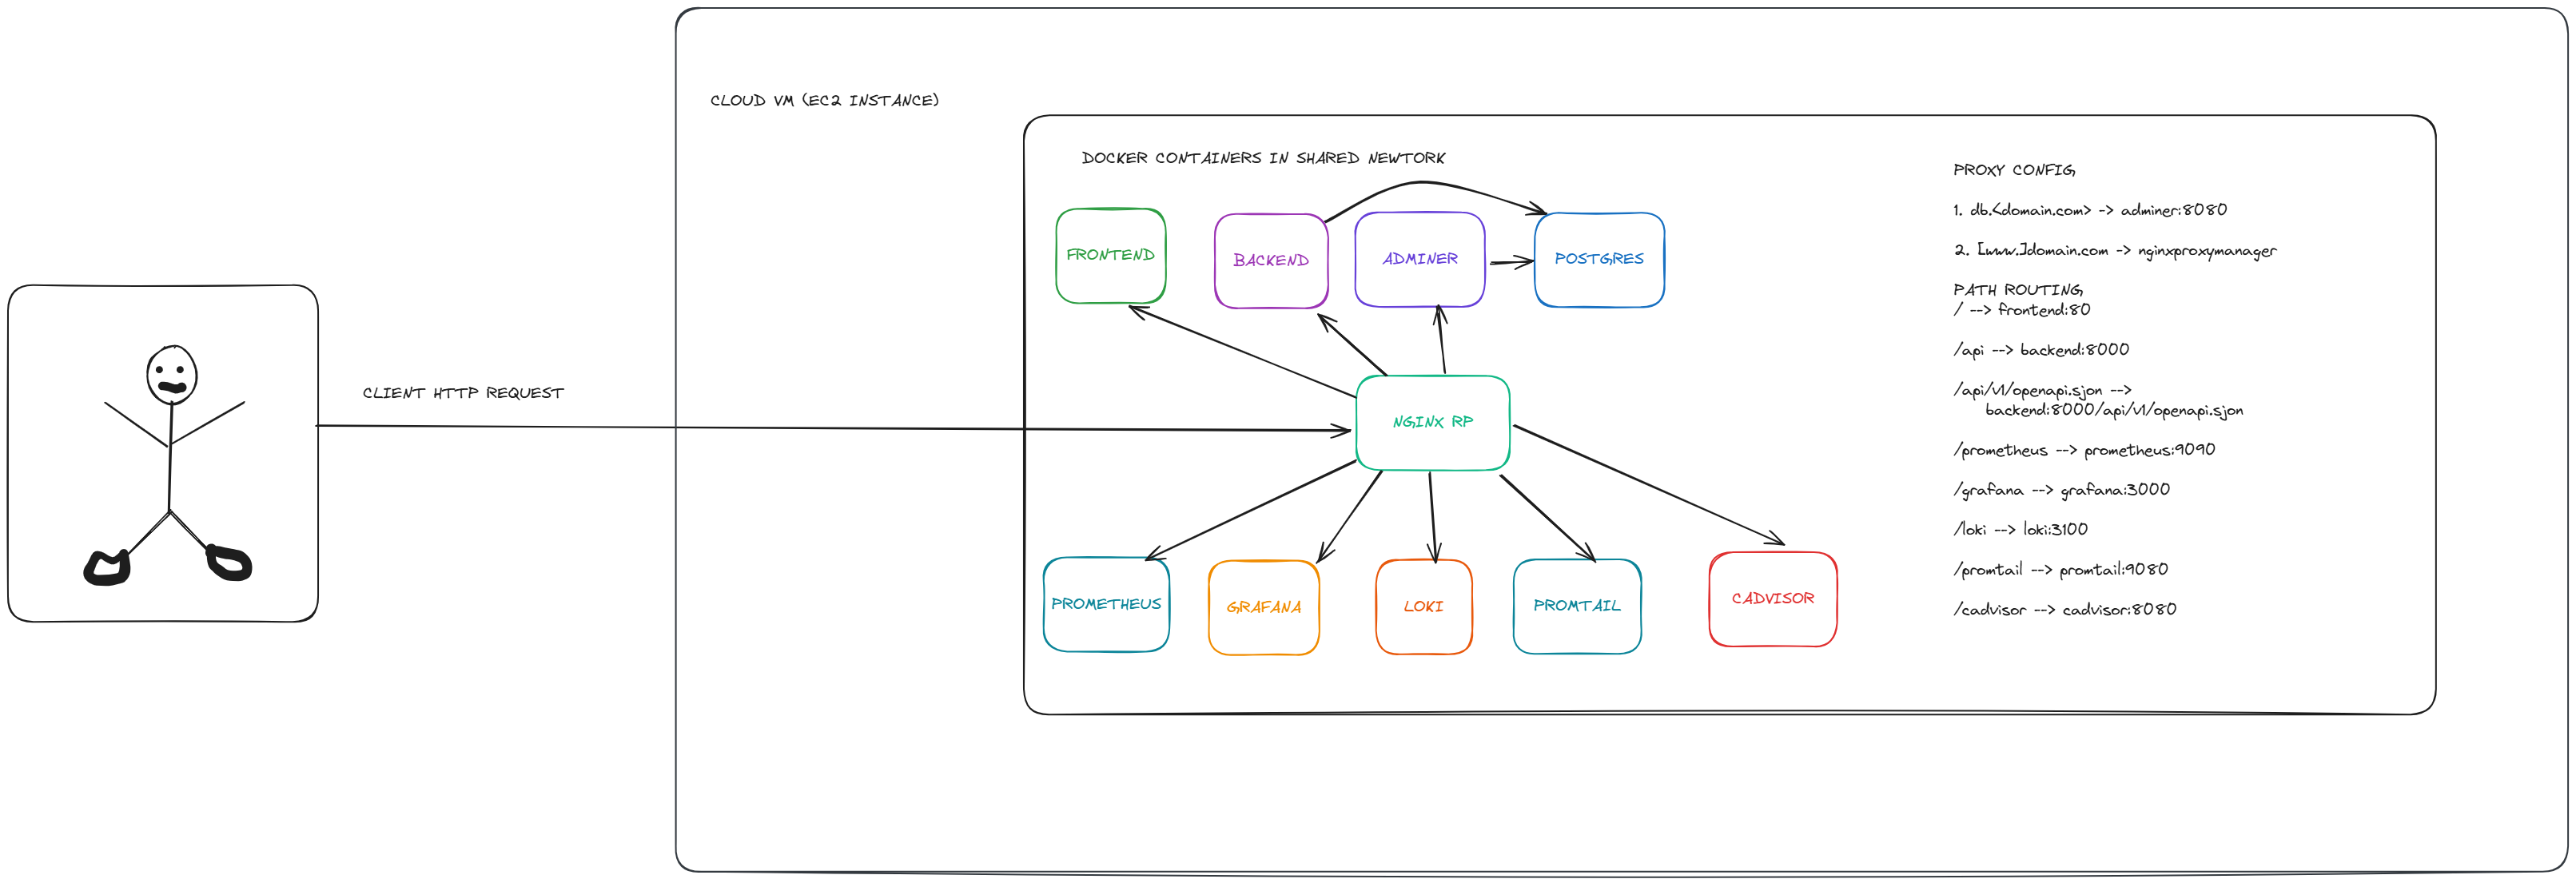 CLOUD VM (EC2 INSTANCE)
DOCKER CONTAINERS IN SHARED NEWTORK
FRONTEND
BACKEND
ADMINER
POSTGRES
CLIENT HTTP REQUEST
NGINX RP
PROMETHEUS
GRAFANA
LOKI
PROMTAIL
CADVISOR
PROXY CONFIG
1. db.<domain.com> -> adminer:8080
2. [www.]domain.com -> nginxproxymanager
PATH ROUTING
/ --> frontend:80
/api --> backend:8000
/api/v1/openapi.sjon -->
backend:8000/api/v1/openapi.sjon
/prometheus --> prometheus:9090
/grafana --> grafana:3000
/loki --> loki:3100
/promtail --> promtail:9080
/cadvisor --> cadvisor:8080